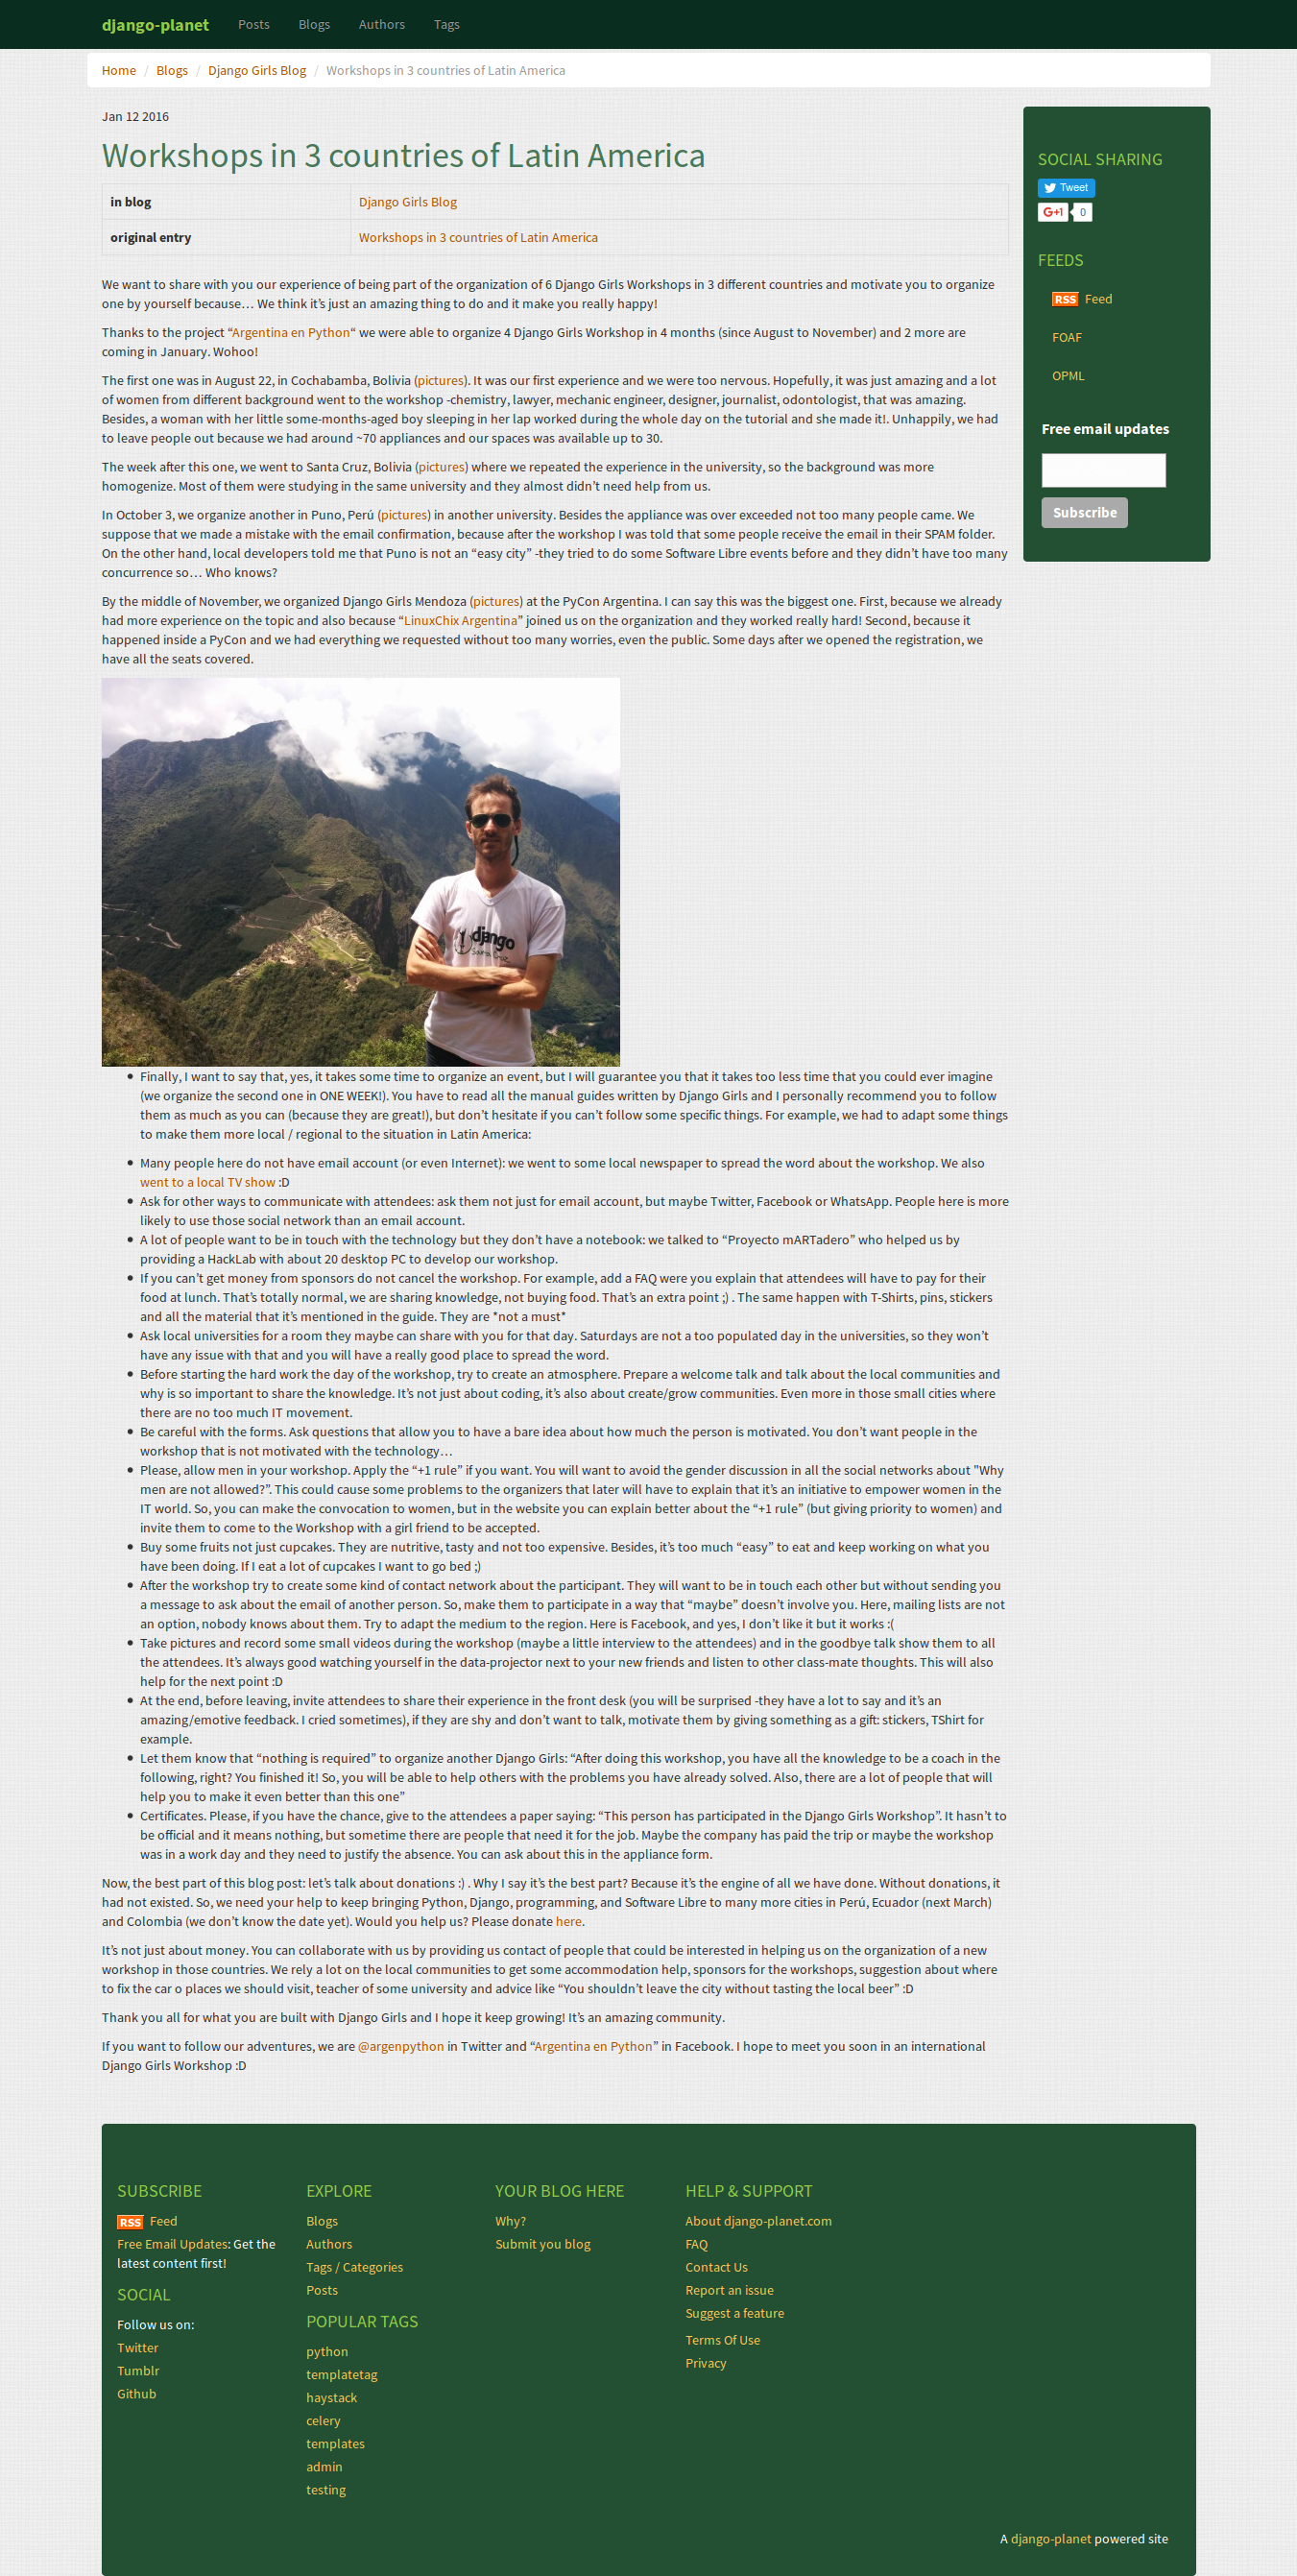 django-planet Posts Blogs Authors Tags
Home / Blogs / Django Girls Blog / Workshops in 3 countries of Latin America
Jan 12 2016
Workshops in 3 countries of Latin America
in blog Django Girls Blog
original entry Workshops in 3 countries of Latin America
We want to share with you our experience of being part of the organization of 6 Django Girls Workshops in 3 different countries and motivate you to organize
one by yourself because… We think it’s just an amazing thing to do and it make you really happy!
Thanks to the project “Argentina en Python“ we were able to organize 4 Django Girls Workshop in 4 months (since August to November) and 2 more are
coming in January. Wohoo!
The first one was in August 22, in Cochabamba, Bolivia (pictures). It was our first experience and we were too nervous. Hopefully, it was just amazing and a lot
of women from different background went to the workshop -chemistry, lawyer, mechanic engineer, designer, journalist, odontologist, that was amazing.
Besides, a woman with her little some-months-aged boy sleeping in her lap worked during the whole day on the tutorial and she made it!. Unhappily, we had
to leave people out because we had around ~70 appliances and our spaces was available up to 30.
The week after this one, we went to Santa Cruz, Bolivia (pictures) where we repeated the experience in the university, so the background was more
homogenize. Most of them were studying in the same university and they almost didn’t need help from us.
In October 3, we organize another in Puno, Perú (pictures) in another university. Besides the appliance was over exceeded not too many people came. We
suppose that we made a mistake with the email confirmation, because after the workshop I was told that some people receive the email in their SPAM folder.
On the other hand, local developers told me that Puno is not an “easy city” -they tried to do some Software Libre events before and they didn’t have too many
concurrence so… Who knows?
By the middle of November, we organized Django Girls Mendoza (pictures) at the PyCon Argentina. I can say this was the biggest one. First, because we already
had more experience on the topic and also because “LinuxChix Argentina” joined us on the organization and they worked really hard! Second, because it
happened inside a PyCon and we had everything we requested without too many worries, even the public. Some days after we opened the registration, we
have all the seats covered.
django
• Finally, I want to say that, yes, it takes some time to organize an event, but I will guarantee you that it takes too less time that you could ever imagine
(we organize the second one in ONE WEEK!). You have to read all the manual guides written by Django Girls and I personally recommend you to follow
them as much as you can (because they are great!), but don’t hesitate if you can’t follow some specific things. For example, we had to adapt some things
to make them more local / regional to the situation in Latin America:
• Many people here do not have email account (or even Internet): we went to some local newspaper to spread the word about the workshop. We also
went to a local TV show :D
• Ask for other ways to communicate with attendees: ask them not just for email account, but maybe Twitter, Facebook or WhatsApp. People here is more
likely to use those social network than an email account.
• A lot of people want to be in touch with the technology but they don’t have a notebook: we talked to “Proyecto mARTadero” who helped us by
providing a HackLab with about 20 desktop PC to develop our workshop.
• If you can’t get money from sponsors do not cancel the workshop. For example, add a FAQ were you explain that attendees will have to pay for their
food at lunch. That’s totally normal, we are sharing knowledge, not buying food. That’s an extra point ;) . The same happen with T-Shirts, pins, stickers
and all the material that it’s mentioned in the guide. They are *not a must*
• Ask local universities for a room they maybe can share with you for that day. Saturdays are not a too populated day in the universities, so they won’t
have any issue with that and you will have a really good place to spread the word.
• Before starting the hard work the day of the workshop, try to create an atmosphere. Prepare a welcome talk and talk about the local communities and
why is so important to share the knowledge. It’s not just about coding, it’s also about create/grow communities. Even more in those small cities where
there are no too much IT movement.
• Be careful with the forms. Ask questions that allow you to have a bare idea about how much the person is motivated. You don’t want people in the
workshop that is not motivated with the technology…
• Please, allow men in your workshop. Apply the “+1 rule” if you want. You will want to avoid the gender discussion in all the social networks about "Why
men are not allowed?”. This could cause some problems to the organizers that later will have to explain that it’s an initiative to empower women in the
IT world. So, you can make the convocation to women, but in the website you can explain better about the “+1 rule” (but giving priority to women) and
invite them to come to the Workshop with a girl friend to be accepted.
• Buy some fruits not just cupcakes. They are nutritive, tasty and not too expensive. Besides, it’s too much “easy” to eat and keep working on what you
have been doing. If I eat a lot of cupcakes I want to go bed ;)
• After the workshop try to create some kind of contact network about the participant. They will want to be in touch each other but without sending you
a message to ask about the email of another person. So, make them to participate in a way that “maybe” doesn’t involve you. Here, mailing lists are not
an option, nobody knows about them. Try to adapt the medium to the region. Here is Facebook, and yes, I don’t like it but it works :(
• Take pictures and record some small videos during the workshop (maybe a little interview to the attendees) and in the goodbye talk show them to all
the attendees. It’s always good watching yourself in the data-projector next to your new friends and listen to other class-mate thoughts. This will also
help for the next point :D
• At the end, before leaving, invite attendees to share their experience in the front desk (you will be surprised -they have a lot to say and it’s an
amazing/emotive feedback. I cried sometimes), if they are shy and don’t want to talk, motivate them by giving something as a gift: stickers, TShirt for
example.
• Let them know that “nothing is required” to organize another Django Girls: “After doing this workshop, you have all the knowledge to be a coach in the
following, right? You finished it! So, you will be able to help others with the problems you have already solved. Also, there are a lot of people that will
help you to make it even better than this one”
• Certificates. Please, if you have the chance, give to the attendees a paper saying: “This person has participated in the Django Girls Workshop”. It hasn’t to
be official and it means nothing, but sometime there are people that need it for the job. Maybe the company has paid the trip or maybe the workshop
was in a work day and they need to justify the absence. You can ask about this in the appliance form.
Now, the best part of this blog post: let’s talk about donations :) . Why I say it’s the best part? Because it’s the engine of all we have done. Without donations, it
had not existed. So, we need your help to keep bringing Python, Django, programming, and Software Libre to many more cities in Perú, Ecuador (next March)
and Colombia (we don’t know the date yet). Would you help us? Please donate here.
It’s not just about money. You can collaborate with us by providing us contact of people that could be interested in helping us on the organization of a new
workshop in those countries. We rely a lot on the local communities to get some accommodation help, sponsors for the workshops, suggestion about where
to fix the car o places we should visit, teacher of some university and advice like “You shouldn’t leave the city without tasting the local beer” :D
Thank you all for what you are built with Django Girls and I hope it keep growing! It’s an amazing community.
If you want to follow our adventures, we are @argenpython in Twitter and “Argentina en Python” in Facebook. I hope to meet you soon in an international
Django Girls Workshop :D
SOCIAL SHARING
Tweet
G+1 0
FEEDS
RSS Feed
FOAF
OPML
Free email updates
Subscribe
SUBSCRIBE
RSS Feed
Free Email Updates: Get the
latest content first!
SOCIAL
Follow us on:
Twitter
Tumblr
Github
EXPLORE
Blogs
Authors
Tags / Categories
Posts
POPULAR TAGS
python
templatetag
haystack
celery
templates
admin
testing
YOUR BLOG HERE
Why?
Submit you blog
HELP & SUPPORT
About django-planet.com
FAQ
Contact Us
Report an issue
Suggest a feature
Terms Of Use
Privacy
A django-planet powered site